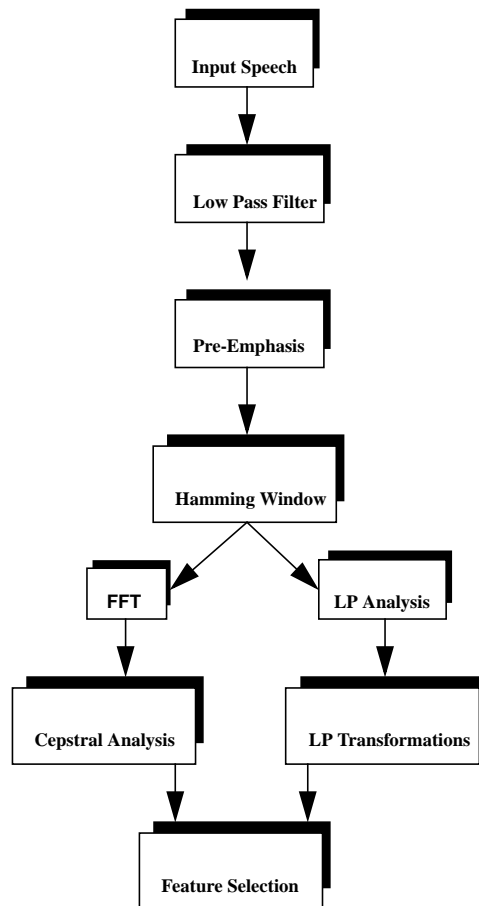 Input Speech
Low Pass Filter
Pre-Emphasis
Hamming Window
FFT
LP Analysis
Cepstral Analysis
LP Transformations
Feature Selection